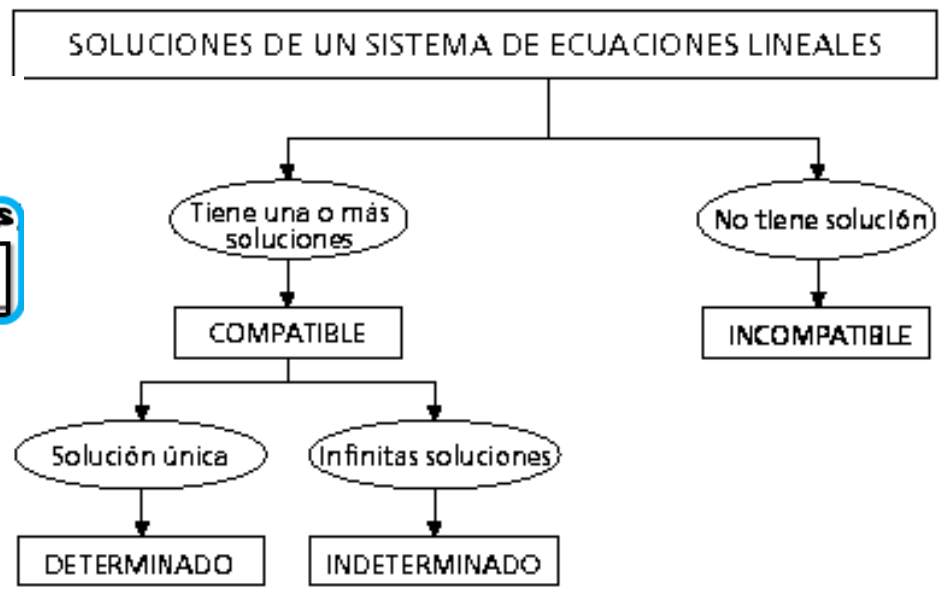 SOLUCIONES DE UN SISTEMA DE ECUACIONES LINEALES
Tiene una o más
soluciones
No tiene solución
COMPATIBLE
INCOMPATIBLE
Solución única
Infinitas soluciones
DETERMINADO
INDETERMINADO